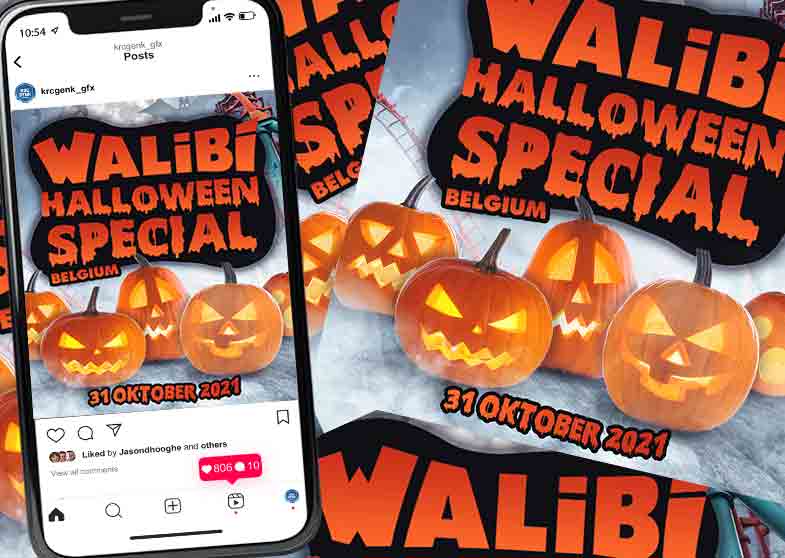 10:54
krcgenk_gfx
Posts
krcgenk_gfx
WALiBi
HALLOWEEN
SPECIAL
BELGIUM
31 OKTOBER 2021
Liked by Jasondhooghe and others
View all comments
806 10
WALiBi
HALLOWEEN
SPECIAL
BELGIUM
31 OKTOBER 2021
WALiBi